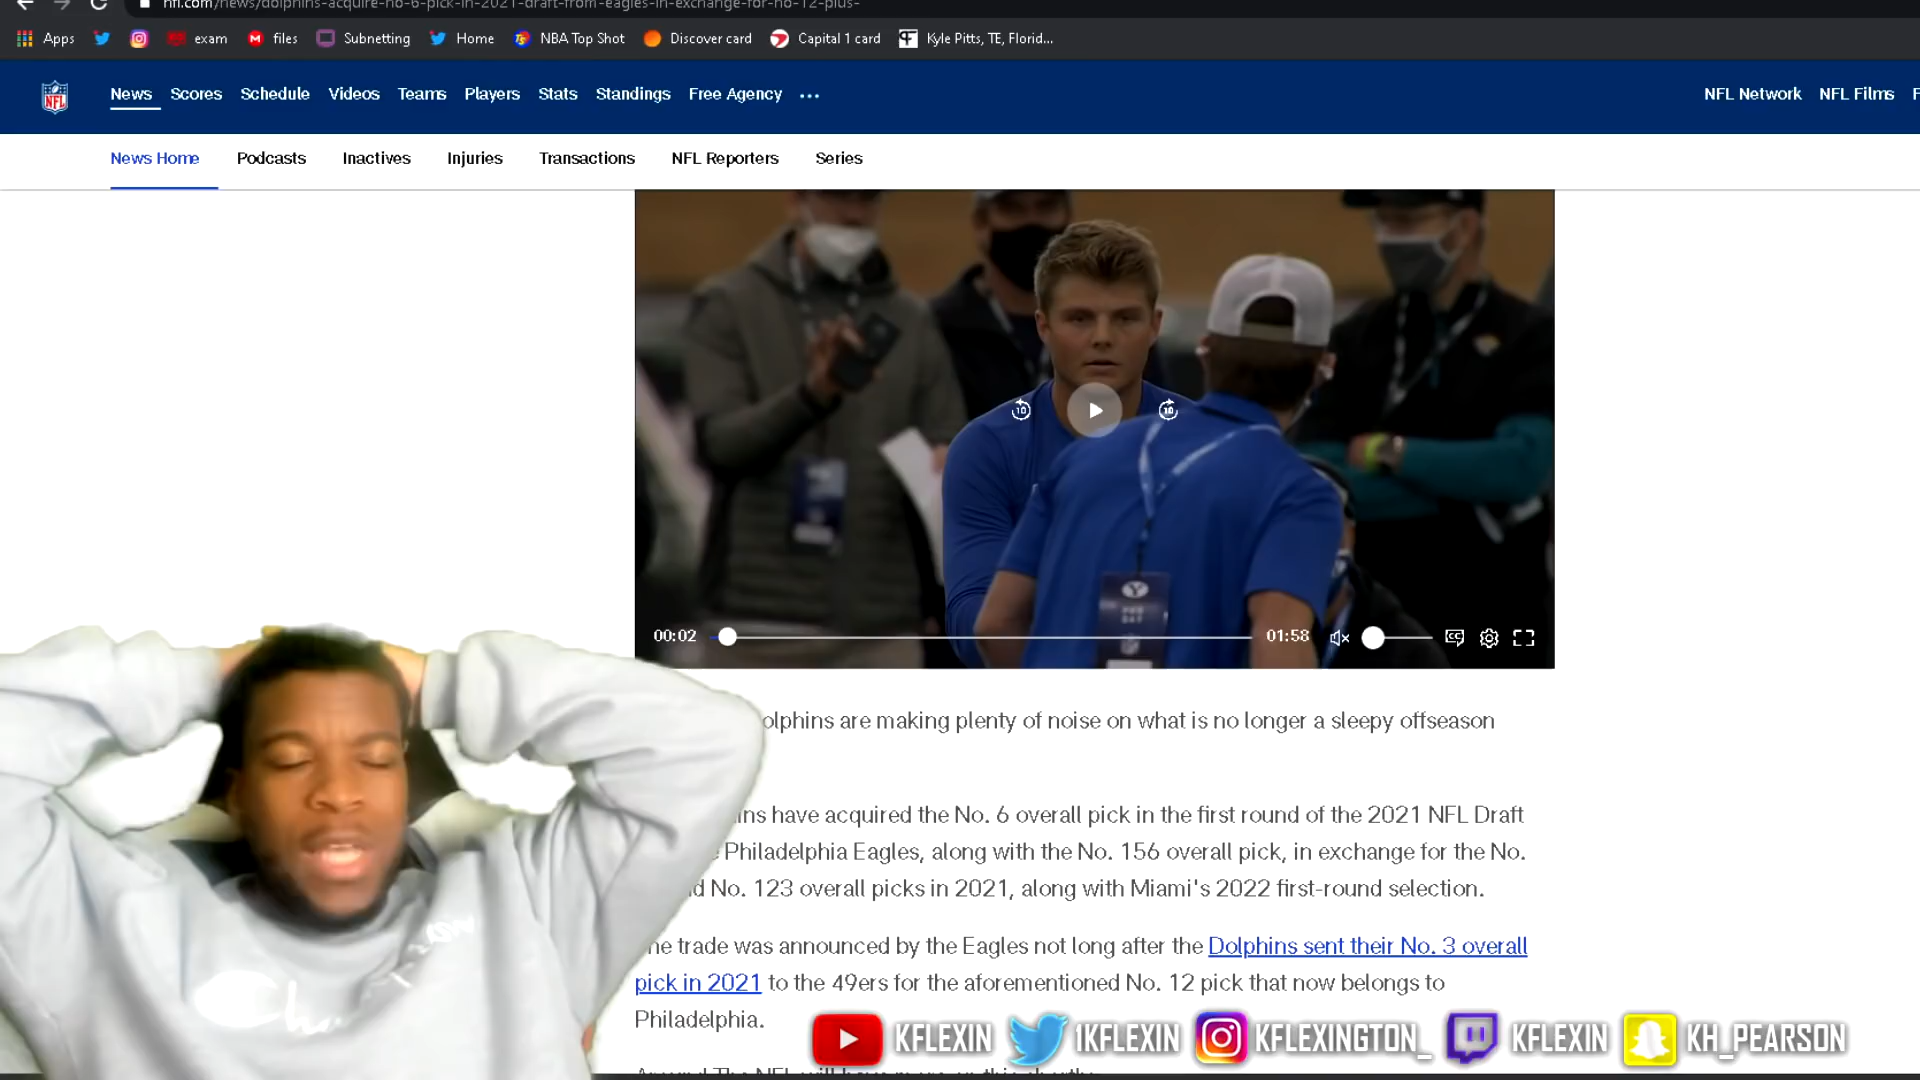 nfl.com/news/dolphins-acquire-no-6-pick-in-2021-draft-from-eagles-in-exchange-for-no-12-plus-
Apps exam files Subnetting Home NBA Top Shot Discover card Capital 1 card Kyle Pitts, TE, Florid...
NFL News Scores Schedule Videos Teams Players Stats Standings Free Agency ... NFL Network NFL Films F
News Home Podcasts Inactives Injuries Transactions NFL Reporters Series
10 10
Y
PRO
DAY
00:02 01:58 CC
olphins are making plenty of noise on what is no longer a sleepy offseason
ins have acquired the No. 6 overall pick in the first round of the 2021 NFL Draft
Philadelphia Eagles, along with the No. 156 overall pick, in exchange for the No.
d No. 123 overall picks in 2021, along with Miami's 2022 first-round selection.
he trade was announced by the Eagles not long after the Dolphins sent their No. 3 overall
pick in 2021 to the 49ers for the aforementioned No. 12 pick that now belongs to
Philadelphia.
KFLEXIN 1KFLEXIN KFLEXINGTON_ KFLEXIN KH_PEARSON